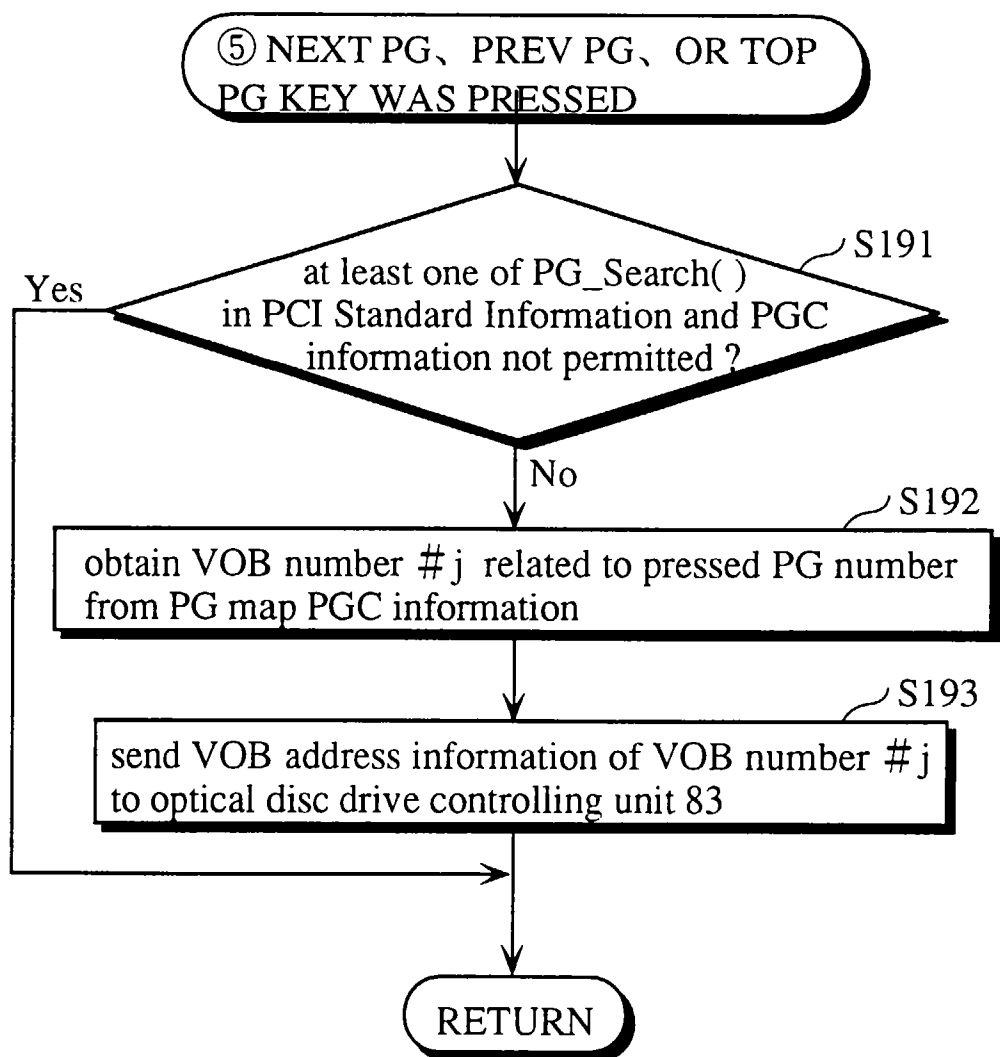 ⑤ NEXT PG、PREV PG、OR TOP
PG KEY WAS PRESSED
S191
at least one of PG_Search( )
in PCI Standard Information and PGC
information not permitted ?
Yes
No
S192
obtain VOB number #j related to pressed PG number
from PG map PGC information
S193
send VOB address information of VOB number #j
to optical disc drive controlling unit 83
RETURN